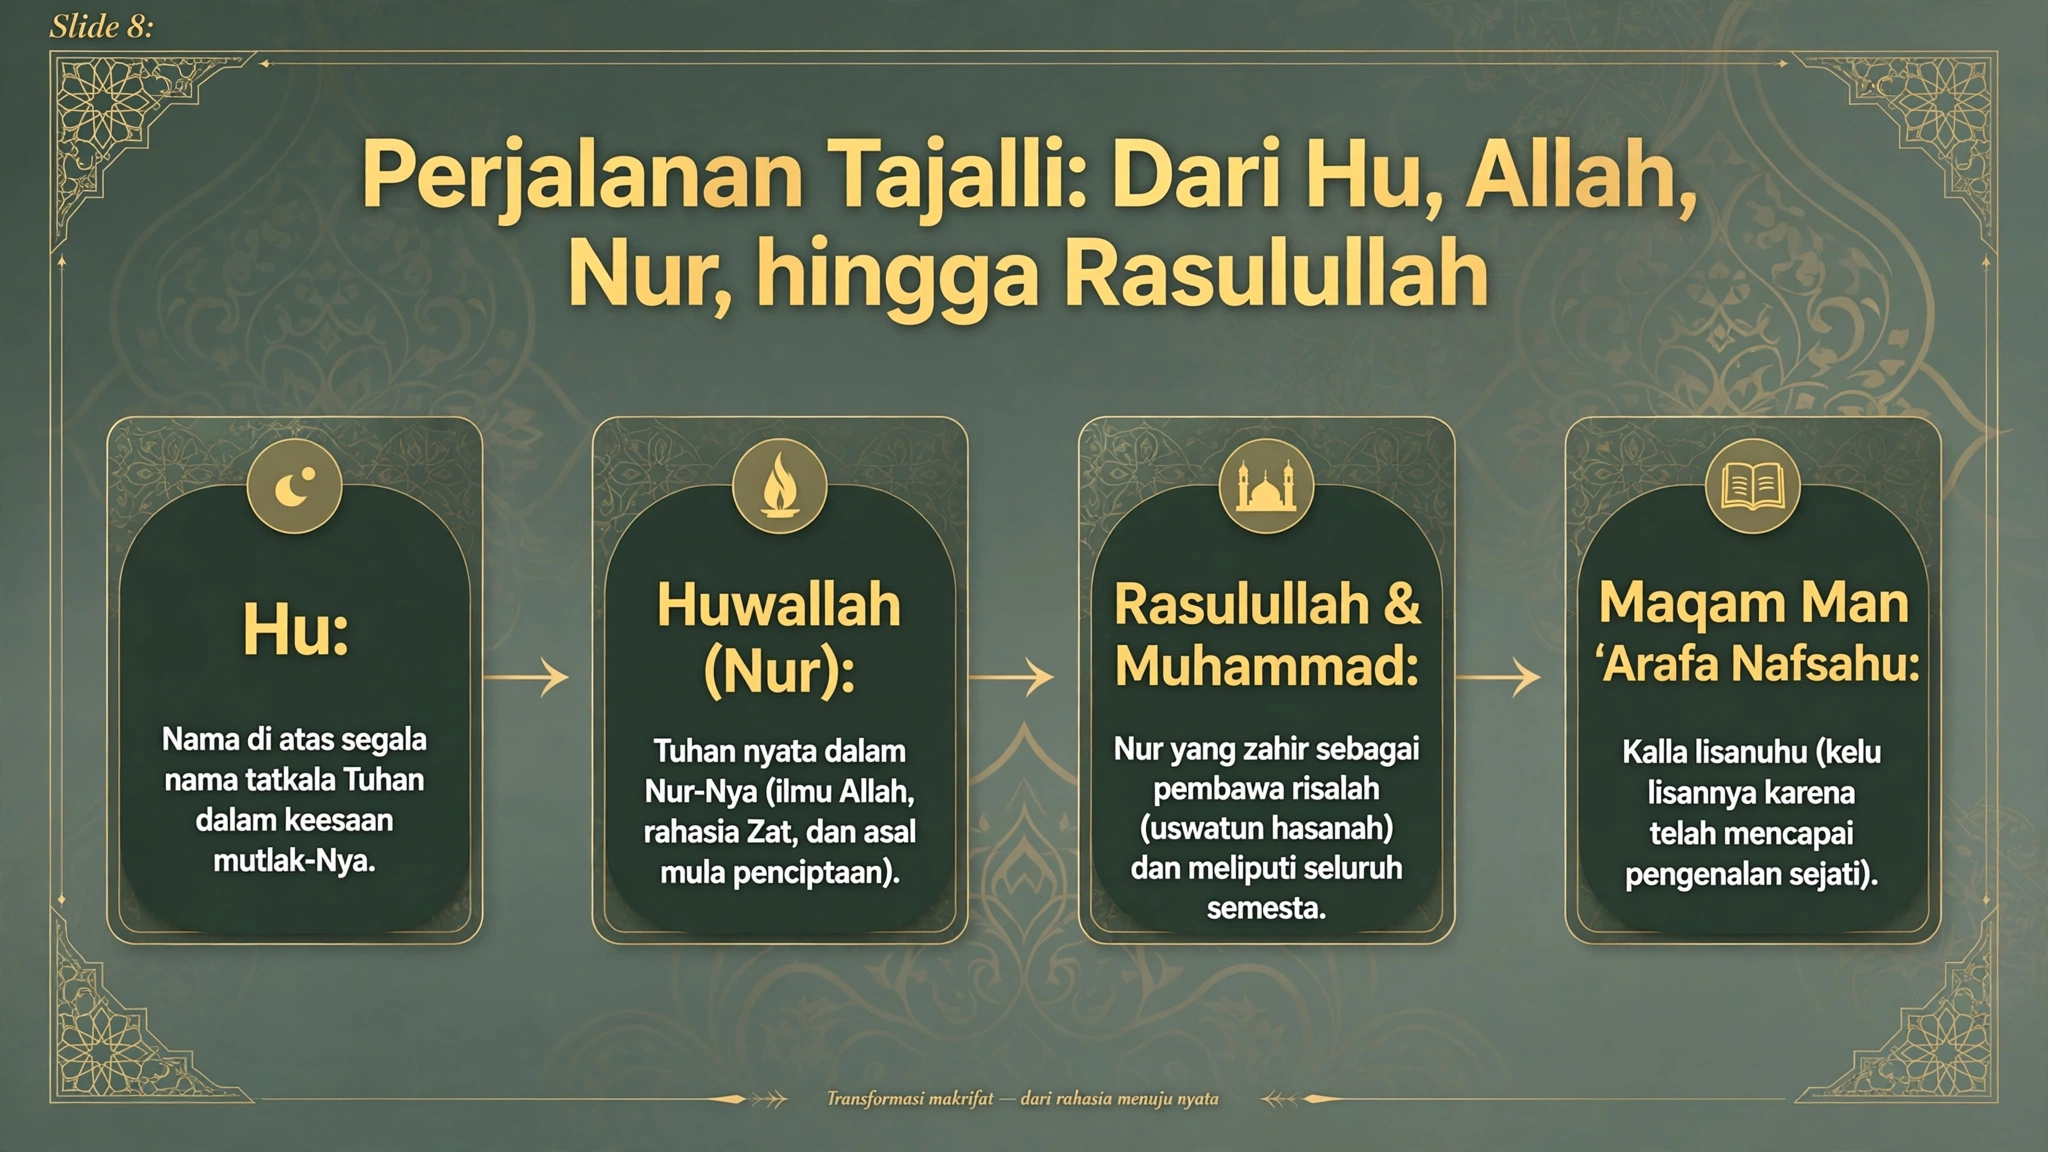 Slide 8:
Perjalanan Tajalli: Dari Hu, Allah,
Nur, hingga Rasulullah
Hu:
Nama di atas segala
nama tatkala Tuhan
dalam keesaan
mutlak-Nya.
Huwallah
(Nur):
Tuhan nyata dalam
Nur-Nya (ilmu Allah,
rahasia Zat, dan asal
mula penciptaan).
Rasulullah &
Muhammad:
Nur yang zahir sebagai
pembawa risalah
(uswatun hasanah)
dan meliputi seluruh
semesta.
Maqam Man
‘Arafa Nafsahu:
Kalla lisanuhu (kelu
lisannya karena
telah mencapai
pengenalan sejati).
Transformasi makrifat — dari rahasia menuju nyata